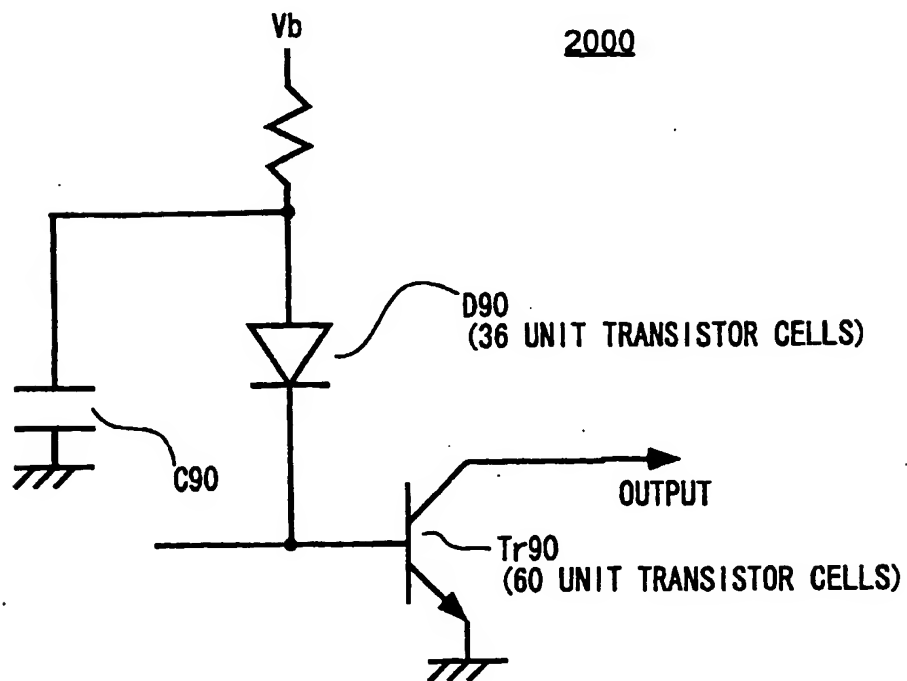 Vb
2000
D90
(36 UNIT TRANSISTOR CELLS)
C90
OUTPUT
Tr90
(60 UNIT TRANSISTOR CELLS)